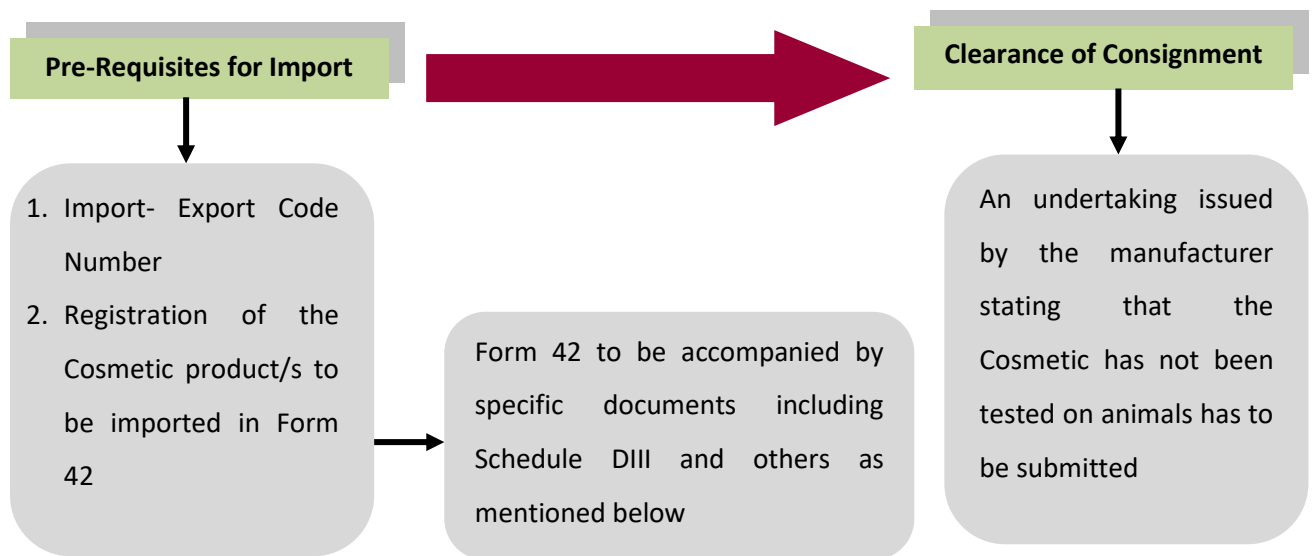 Pre-Requisites for Import
Clearance of Consignment
1. Import- Export Code
Number
2. Registration of the
Cosmetic product/s to
be imported in Form
42
Form 42 to be accompanied by
specific documents including
Schedule DIII and others as
mentioned below
An undertaking issued
by the manufacturer
stating that the
Cosmetic has not been
tested on animals has to
be submitted